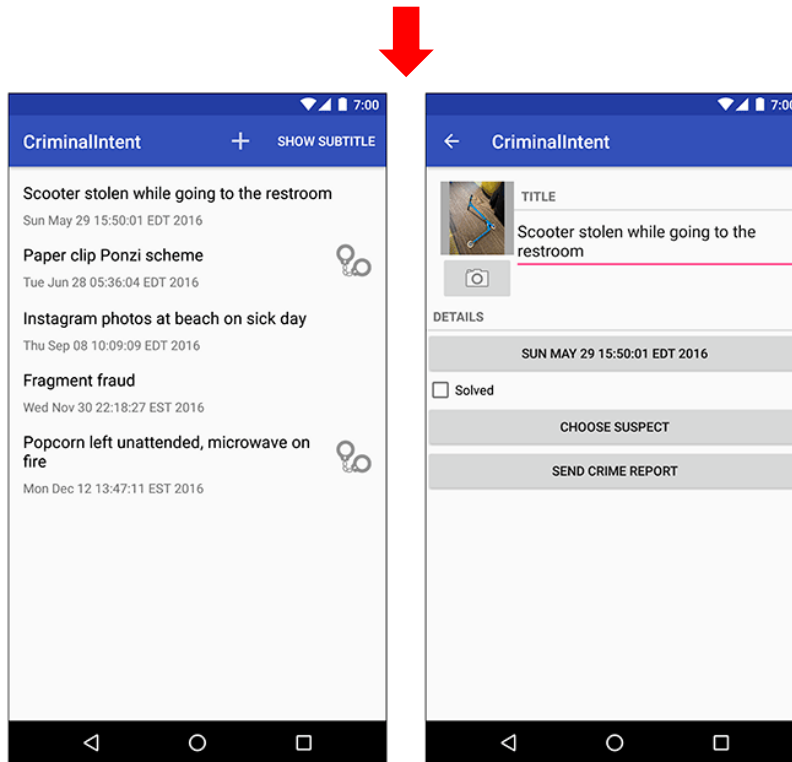 7:00
CriminalIntent
SHOW SUBTITLE
Scooter stolen while going to the restroom
Sun May 29 15:50:01 EDT 2016
Paper clip Ponzi scheme
Tue Jun 28 05:36:04 EDT 2016
Instagram photos at beach on sick day
Thu Sep 08 10:09:09 EDT 2016
Fragment fraud
Wed Nov 30 22:18:27 EST 2016
Popcorn left unattended, microwave on
fire
Mon Dec 12 13:47:11 EST 2016
7:00
CriminalIntent
TITLE
Scooter stolen while going to the
restroom
DETAILS
SUN MAY 29 15:50:01 EDT 2016
Solved
CHOOSE SUSPECT
SEND CRIME REPORT